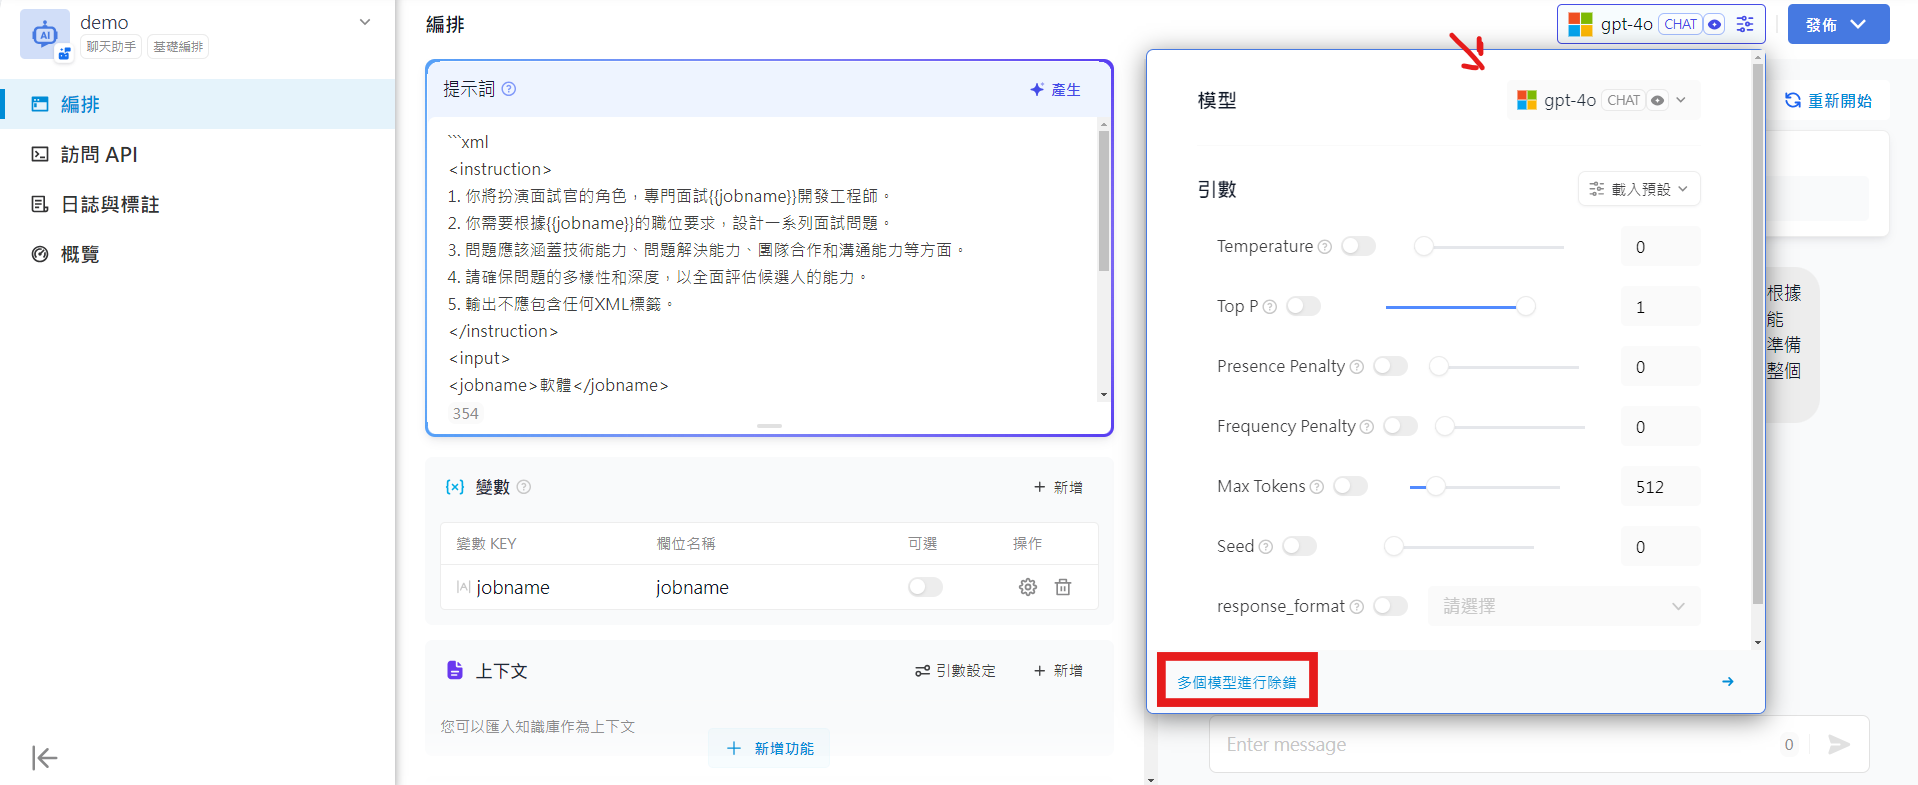 demo
聊天助手
基礎編排
編排
訪問 API
日誌與標註
概覽
編排
gpt-4o CHAT
發佈
提示詞
產生
```xml
<instruction>
1. 你將扮演面試官的角色，專門面試{{jobname}}開發工程師。
2. 你需要根據{{jobname}}的職位要求，設計一系列面試問題。
3. 問題應該涵蓋技術能力、問題解決能力、團隊合作和溝通能力等方面。
4. 請確保問題的多樣性和深度，以全面評估候選人的能力。
5. 輸出不應包含任何XML標籤。
</instruction>
<input>
<jobname>軟體</jobname>
354
變數
+ 新增
變數 KEY 欄位名稱 可選 操作
jobname jobname
上下文
引數設定
+ 新增
您可以匯入知識庫作為上下文
+ 新增功能
模型
gpt-4o CHAT
引數
載入預設
Temperature 0
Top P 1
Presence Penalty 0
Frequency Penalty 0
Max Tokens 512
Seed 0
response_format 請選擇
多個模型進行除錯
重新開始
根據
能
準備
整個
Enter message 0